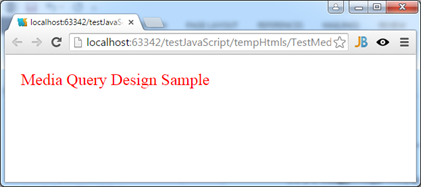 localhost:63342/testJavaS
localhost:63342/testJavaScript/tempHtmls/TestMed
JB
Media Query Design Sample